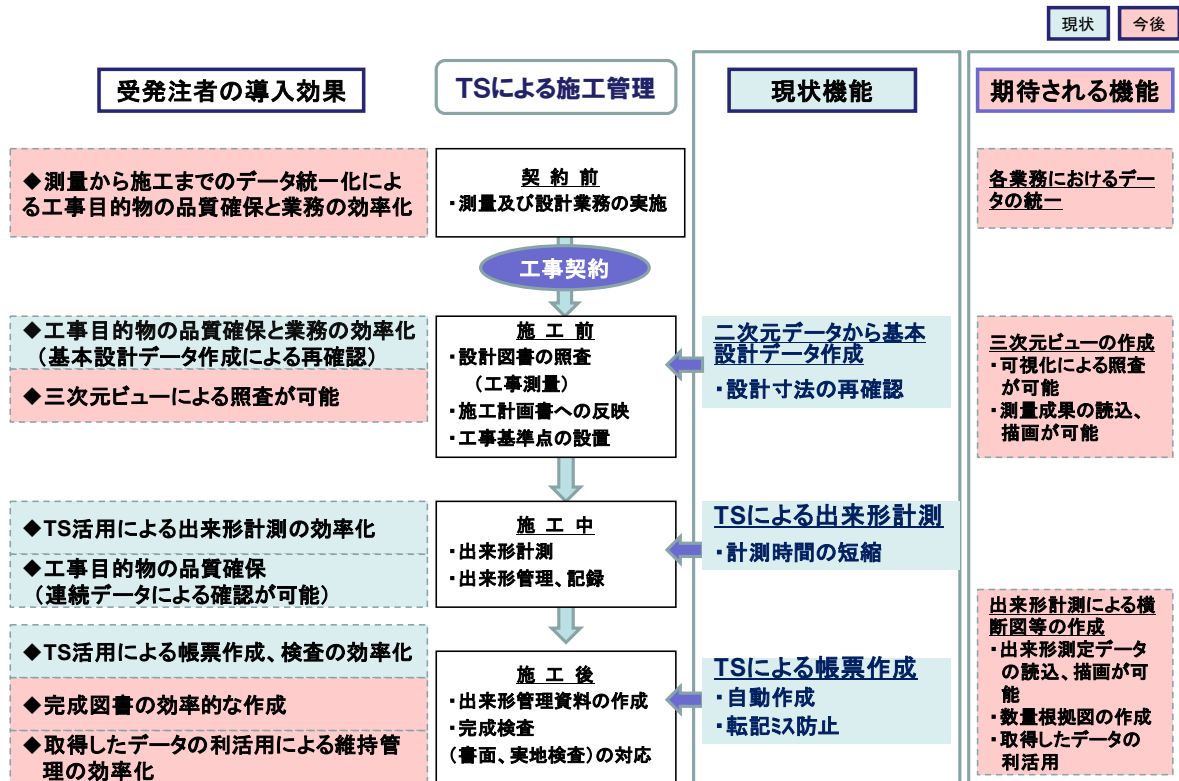 現状
今後
受発注者の導入効果
TSによる施工管理
現状機能
期待される機能
◆測量から施工までのデータ統一化によ
る工事目的物の品質確保と業務の効率化
契 約 前
・測量及び設計業務の実施
各業務におけるデー
タの統一
工事契約
◆工事目的物の品質確保と業務の効率化
（基本設計データ作成による再確認）
◆三次元ビューによる照査が可能
施 工 前
・設計図書の照査
（工事測量）
・施工計画書への反映
・工事基準点の設置
二次元データから基本
設計データ作成
・設計寸法の再確認
三次元ビューの作成
・可視化による照査
が可能
・測量成果の読込、
描画が可能
◆TS活用による出来形計測の効率化
◆工事目的物の品質確保
（連続データによる確認が可能）
施 工 中
・出来形計測
・出来形管理、記録
TSによる出来形計測
・計測時間の短縮
◆TS活用による帳票作成、検査の効率化
◆完成図書の効率的な作成
◆取得したデータの利活用による維持管
理の効率化
施 工 後
・出来形管理資料の作成
・完成検査
（書面、実地検査）の対応
TSによる帳票作成
・自動作成
・転記ミス防止
出来形計測による横
断図等の作成
・出来形測定データ
の読込、描画が可
能
・数量根拠図の作成
・取得したデータの
利活用